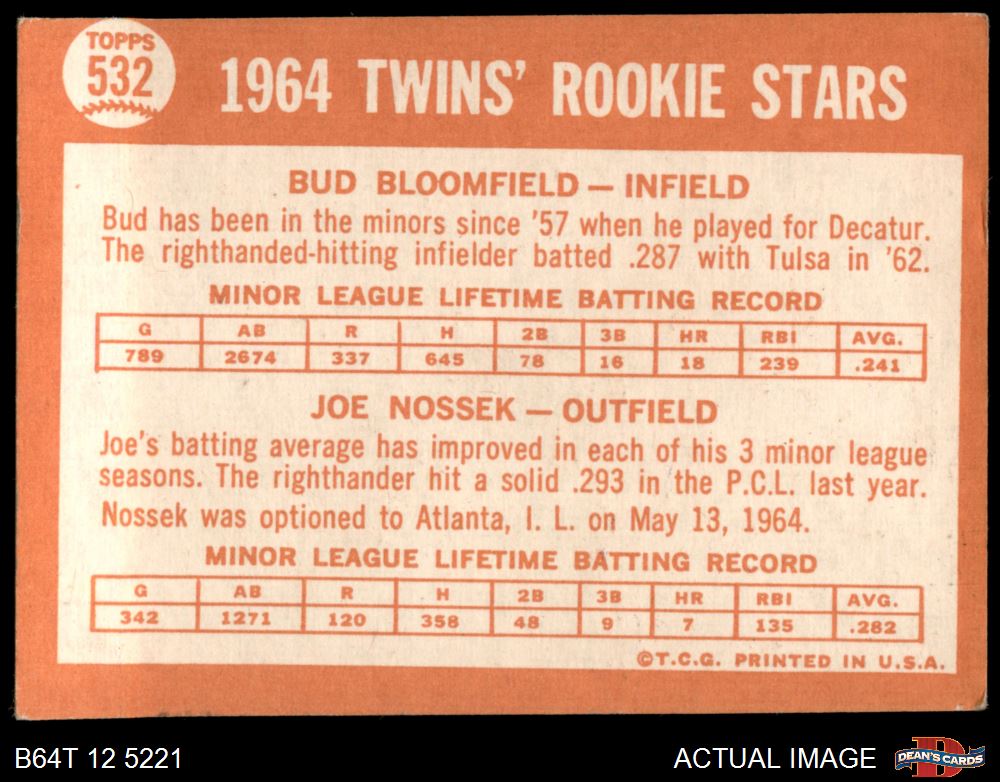 TOPPS
532
1964 TWINS' ROOKIE STARS
BUD BLOOMFIELD — INFIELD
Bud has been in the minors since '57 when he played for Decatur.
The righthanded-hitting infielder batted .287 with Tulsa in '62.
MINOR LEAGUE LIFETIME BATTING RECORD
G AB R H 2B 3B HR RBI AVG.
789 2674 337 645 78 16 18 239 .241
JOE NOSSEK — OUTFIELD
Joe's batting average has improved in each of his 3 minor league
seasons. The righthander hit a solid .293 in the P.C.L. last year.
Nossek was optioned to Atlanta, I. L. on May 13, 1964.
MINOR LEAGUE LIFETIME BATTING RECORD
G AB R H 2B 3B HR RBI AVG.
342 1271 120 358 48 9 7 135 .282
©T.C.G. PRINTED IN U.S.A.
B64T 12 5221
ACTUAL IMAGE
D
DEAN'S CARDS